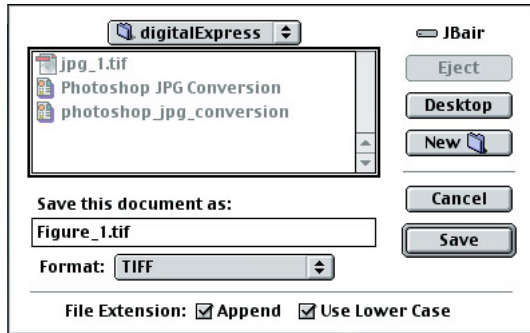 digitalExpress
JBair
jpg_1.tif
Photoshop JPG Conversion
photoshop_jpg_conversion
Eject
Desktop
New
Save this document as:
Figure_1.tif
Cancel
Save
Format: TIFF
File Extension: Append Use Lower Case